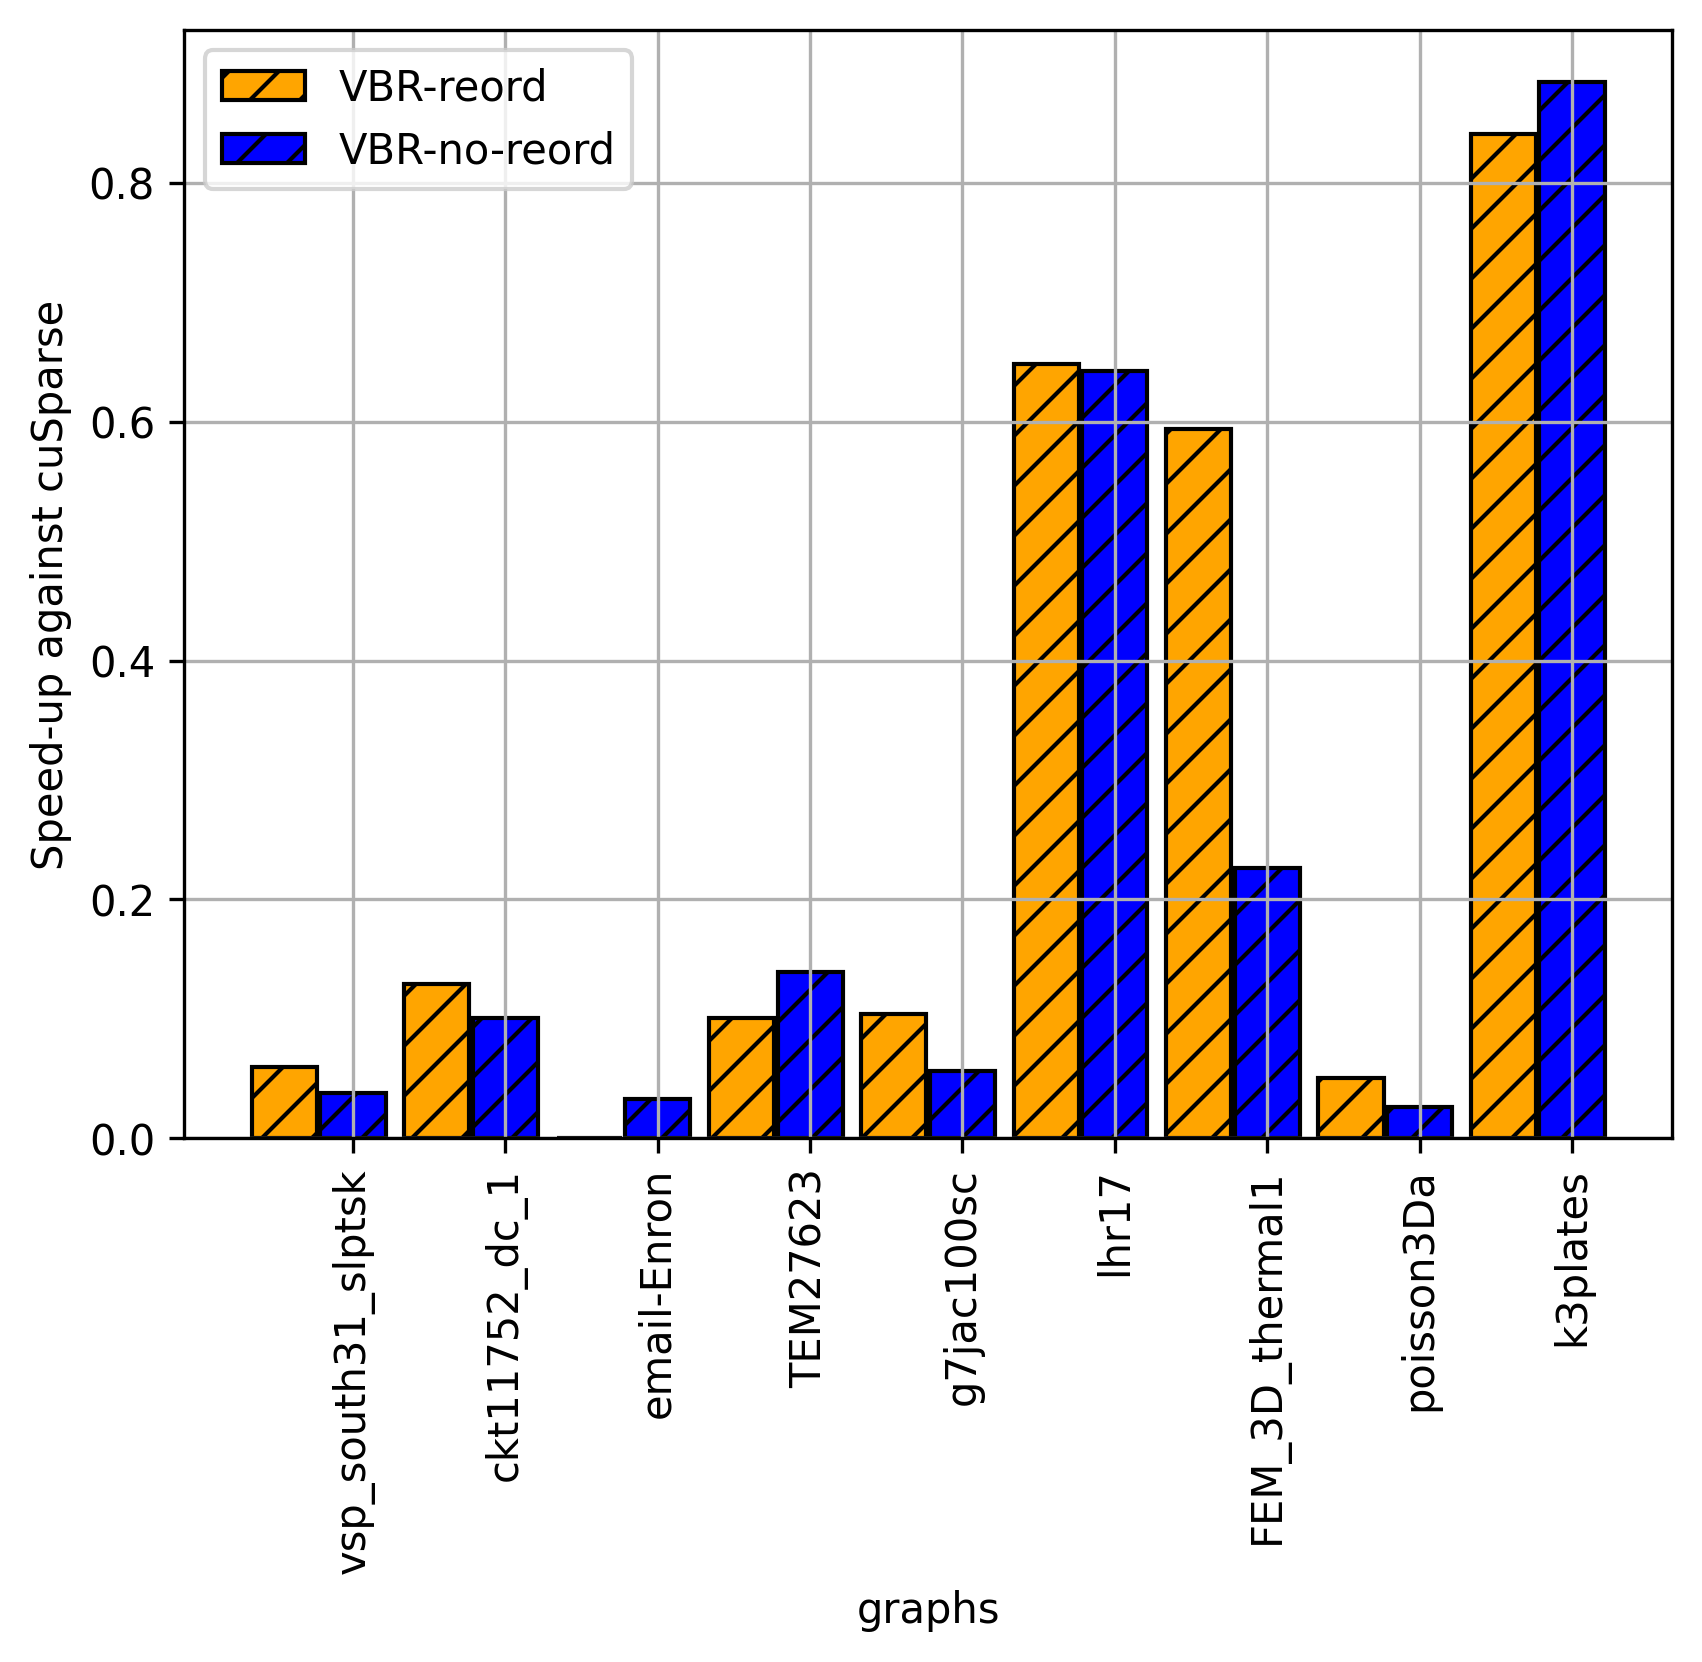 VBR-reord
VBR-no-reord
Speed-up against cuSparse
0.8
0.6
0.4
0.2
0.0
vsp_south31_slptsk
ckt11752_dc_1
email-Enron
TEM27623
g7jac100sc
lhr17
FEM_3D_thermal1
poisson3Da
k3plates
graphs